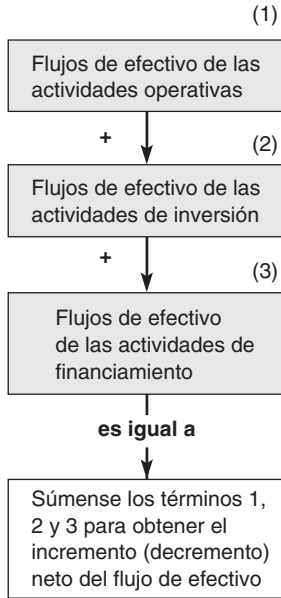 (1)
Flujos de efectivo de las
actividades operativas
+
(2)
Flujos de efectivo de las
actividades de inversión
+
(3)
Flujos de efectivo
de las actividades de
financiamiento
es igual a
Súmense los términos 1,
2 y 3 para obtener el
incremento (decremento)
neto del flujo de efectivo